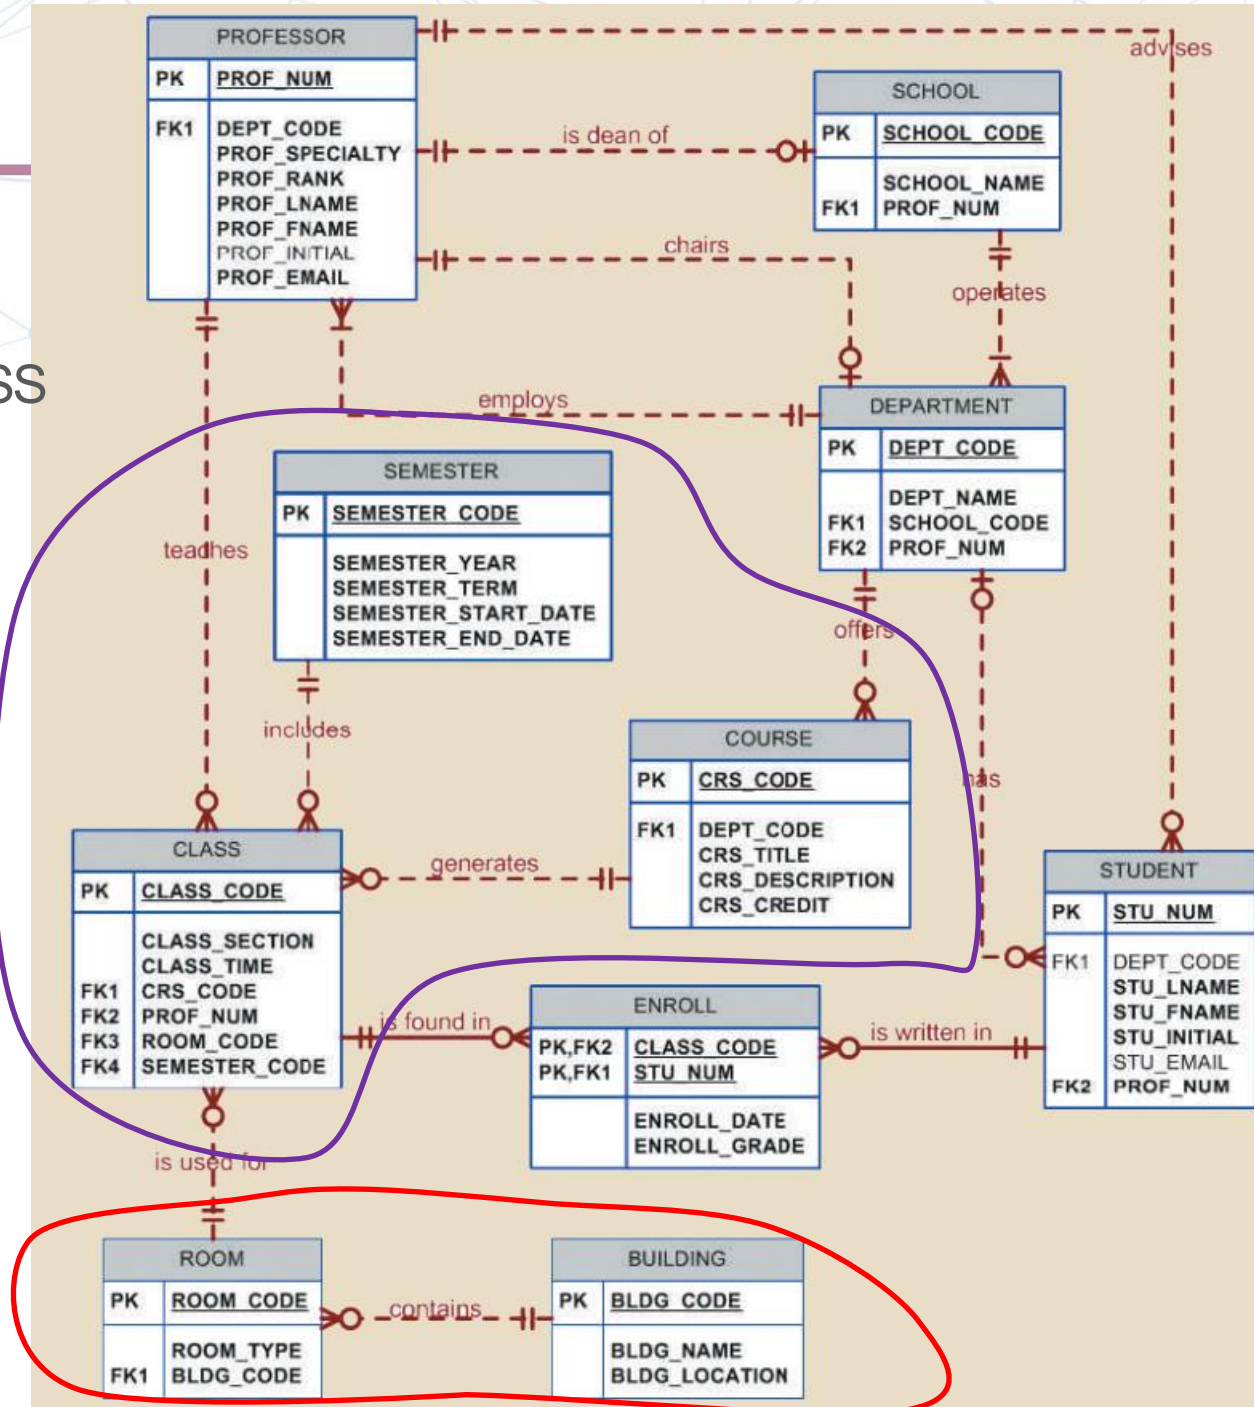 PROFESSOR
PK PROF_NUM
FK1 DEPT_CODE
PROF_SPECIALTY
PROF_RANK
PROF_LNAME
PROF_FNAME
PROF_INITIAL
PROF_EMAIL
advises
is dean of
SCHOOL
PK SCHOOL_CODE
SCHOOL_NAME
FK1 PROF_NUM
chairs
operates
ss
employs
DEPARTMENT
PK DEPT_CODE
DEPT_NAME
FK1 SCHOOL_CODE
FK2 PROF_NUM
teaches
SEMESTER
PK SEMESTER_CODE
SEMESTER_YEAR
SEMESTER_TERM
SEMESTER_START_DATE
SEMESTER_END_DATE
offers
includes
COURSE
PK CRS_CODE
FK1 DEPT_CODE
CRS_TITLE
CRS_DESCRIPTION
CRS_CREDIT
has
CLASS
PK CLASS_CODE
CLASS_SECTION
CLASS_TIME
FK1 CRS_CODE
FK2 PROF_NUM
FK3 ROOM_CODE
FK4 SEMESTER_CODE
generates
STUDENT
PK STU_NUM
FK1 DEPT_CODE
STU_LNAME
STU_FNAME
STU_INITIAL
STU_EMAIL
FK2 PROF_NUM
is found in
ENROLL
PK,FK2 CLASS_CODE
PK,FK1 STU_NUM
ENROLL_DATE
ENROLL_GRADE
is written in
is used for
ROOM
PK ROOM_CODE
ROOM_TYPE
FK1 BLDG_CODE
contains
BUILDING
PK BLDG_CODE
BLDG_NAME
BLDG_LOCATION